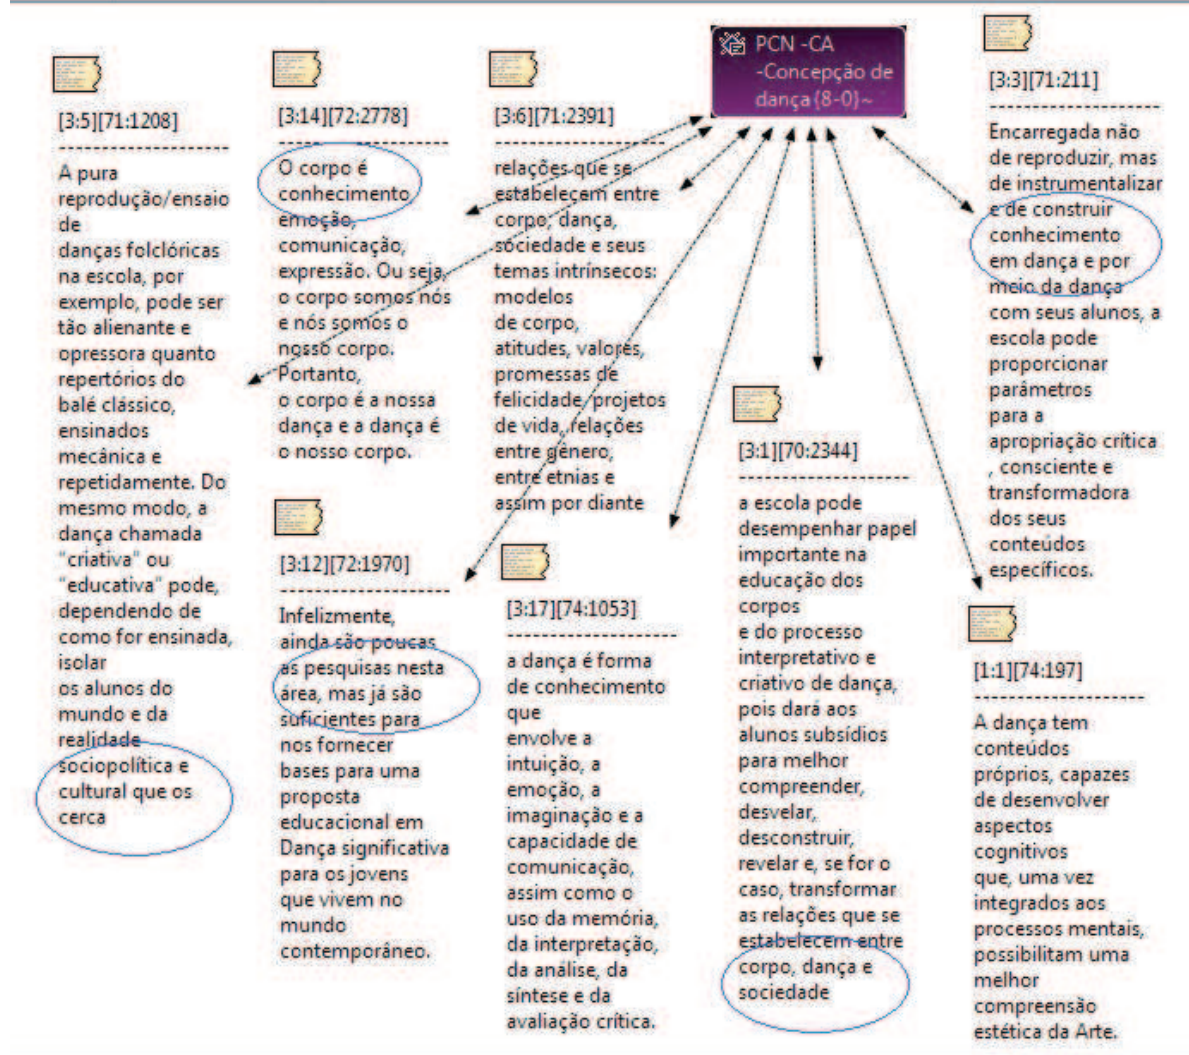 PCN -CA
-Concepção de
dança {8-0}~
[3:5][71:1208]
A pura
reprodução/ensaio
de
danças folclóricas
na escola, por
exemplo, pode ser
tão alienante e
opressora quanto
repertórios do
balé clássico,
ensinados
mecânica e
repetidamente. Do
mesmo modo, a
dança chamada
"criativa" ou
"educativa" pode,
dependendo de
como for ensinada,
isolar
os alunos do
mundo e da
realidade
sociopolítica e
cultural que os
cerca
[3:14][72:2778]
O corpo é
conhecimento
emoção,
comunicação,
expressão. Ou seja,
o corpo somos nós
e nós somos o
nosso corpo.
Portanto,
o corpo é a nossa
dança e a dança é
o nosso corpo.
[3:12][72:1970]
Infelizmente,
ainda são poucas
as pesquisas nesta
área, mas já são
suficientes para
nos fornecer
bases para uma
proposta
educacional em
Dança significativa
para os jovens
que vivem no
mundo
contemporâneo.
[3:6][71:2391]
relações que se
estabeleçem entre
corpo, dança,
sociedade e seus
temas intrínsecos:
modelos
de corpo,
atitudes, valores,
promessas de
felicidade, projetos
de vida, relações
entre gênero,
entre etnias e
assim por diante
[3:17][74:1053]
a dança é forma
de conhecimento
que
envolve a
intuição, a
emoção, a
imaginação e a
capacidade de
comunicação,
assim como o
uso da memória,
da interpretação,
da análise, da
síntese e da
avaliação crítica.
[3:1][70:2344]
a escola pode
desempenhar papel
importante na
educação dos
corpos
e do processo
interpretativo e
criativo de dança,
pois dará aos
alunos subsídios
para melhor
compreender,
desvelar,
desconstruir,
revelar e, se for o
caso, transformar
as relações que se
estabelecem entre
corpo, dança e
sociedade
[3:3][71:211]
Encarregada não
de reproduzir, mas
de instrumentalizar
e de construir
conhecimento
em dança e por
meio da dança
com seus alunos, a
escola pode
proporcionar
parâmetros
para a
apropriação crítica
, consciente e
transformadora
dos seus
conteúdos
específicos.
[1:1][74:197]
A dança tem
conteúdos
próprios, capazes
de desenvolver
aspectos
cognitivos
que, uma vez
integrados aos
processos mentais,
possibilitam uma
melhor
compreensão
estética da Arte.